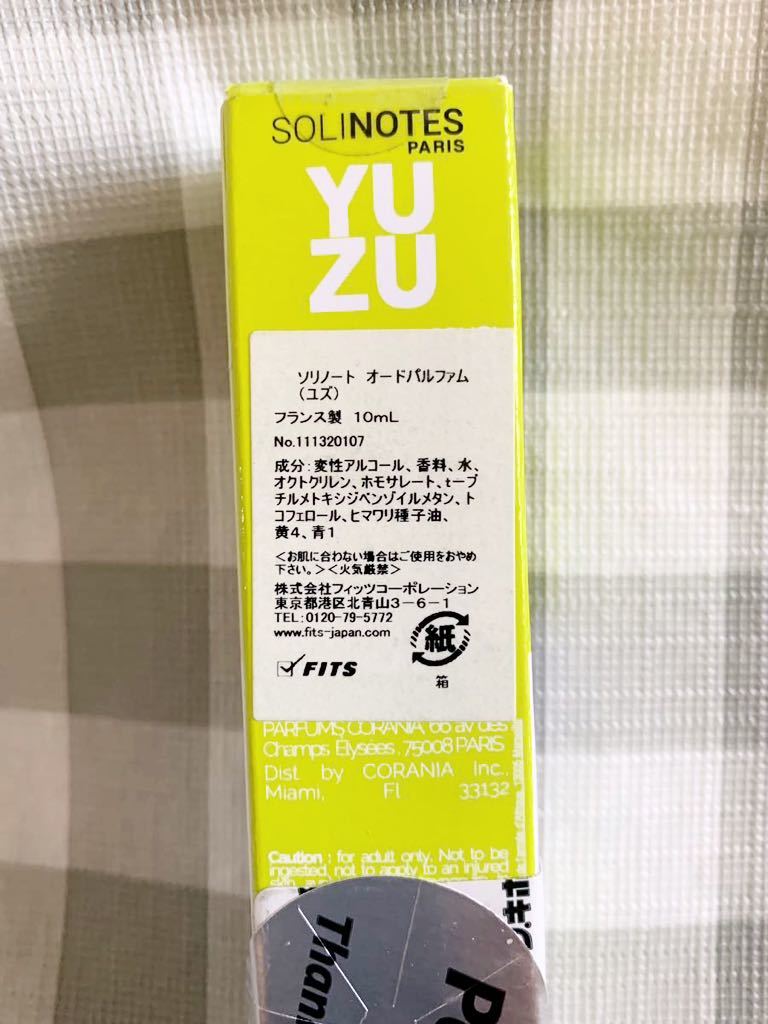 SOLINOTES
PARIS
YU
ZU
ソリノート オードパルファム
(ユズ)
フランス製 10mL
No.111320107
成分:変性アルコール、香料、水、
オクトクリレン、ホモサレート、t-ブ
チルメトキシジベンゾイルメタン、ト
コフェロール、ヒマワリ種子油、
黄4、青1
<お肌に合わない場合はご使用をおやめ
下さい。><火気厳禁>
株式会社フィッツコーポレーション
東京都港区北青山3-6-1
TEL:0120-79-5772
www.fits-japan.com
紙
箱
FITS
PARFUMS CORANIA 66 av des
Champs Elysées . 75008 PARIS
Dist. by CORANIA Inc.,
Miami, Fl 33132
Caution : for adult only. Not to be
ingested, not to apply to an injured
skin,